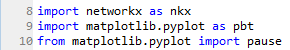 8 import networkx as nkx
9 import matplotlib.pyplot as pbt
10 from matplotlib.pyplot import pause